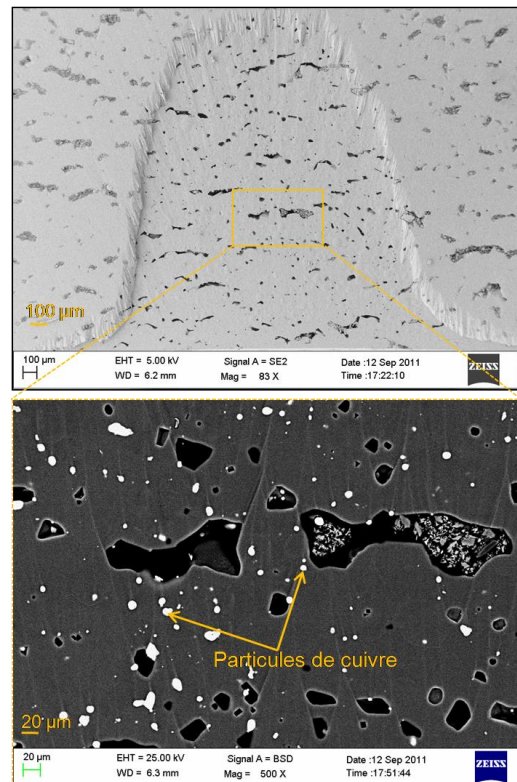 100 µm
100 µm
EHT = 5.00 kV
Signal A = SE2
Date :12 Sep 2011
ZEISS
WD = 6.2 mm
Mag = 83 X
Time :17:22:10
Particules de cuivre
20 µm
20 µm
EHT = 25.00 kV
Signal A = BSD
Date :12 Sep 2011
ZEISS
WD = 6.3 mm
Mag = 500 X
Time :17:51:44